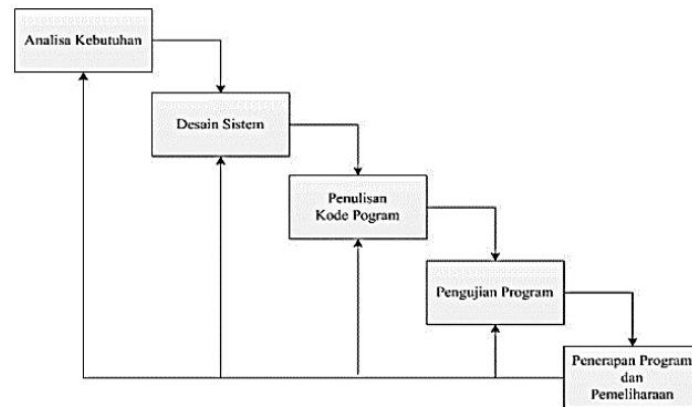 Analisa Kebutuhan
Desain Sistem
Penulisan
Kode Pogram
Pengujian Program
Penerapan Program
dan
Pemeliharaan